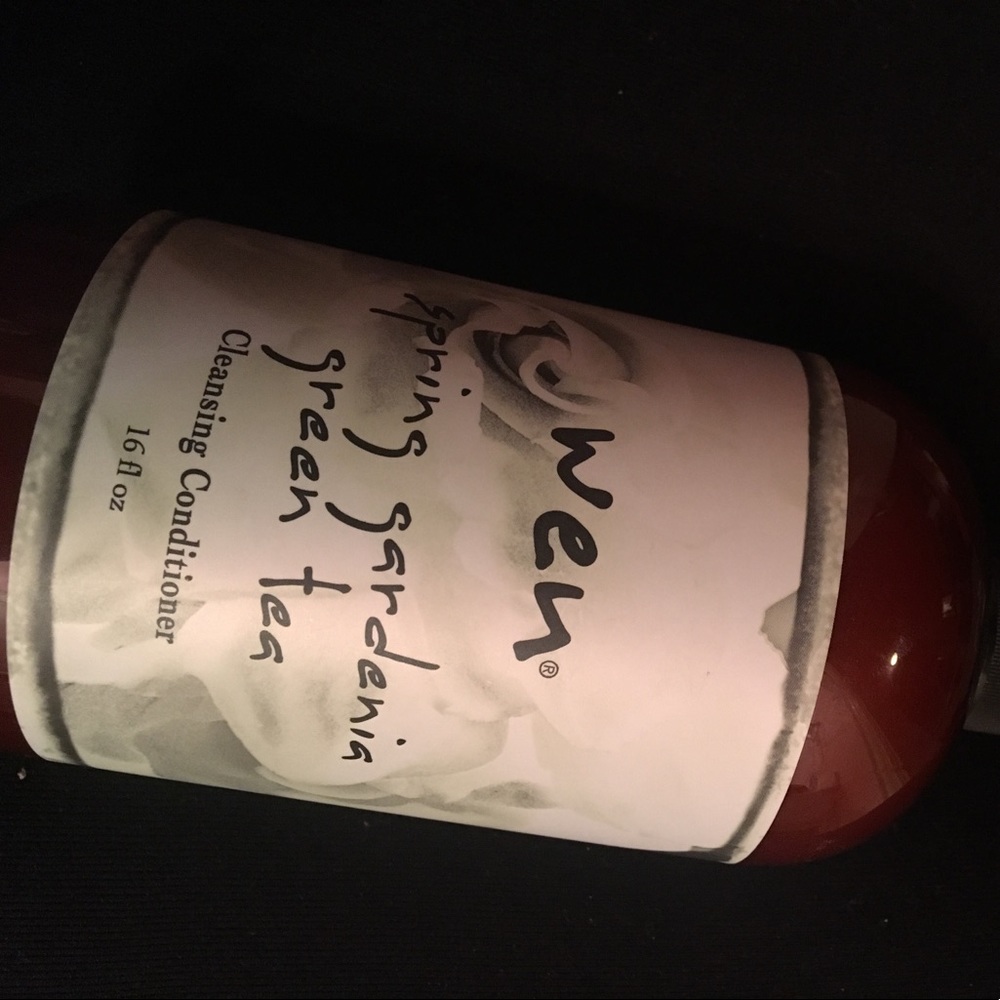 wen®
spring gardenia
green tea
Cleansing Conditioner
16 fl oz